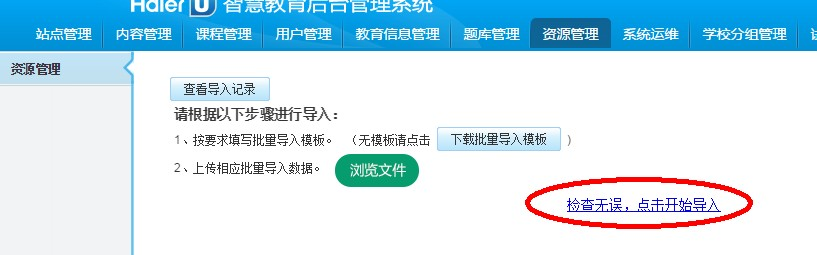 Haier U 智慧教育后台管理系统
站点管理 内容管理 课程管理 用户管理 教育信息管理 题库管理 资源管理 系统运维 学校分组管理
资源管理
查看导入记录
请根据以下步骤进行导入：
1、按要求填写批量导入模板。 （无模板请点击 下载批量导入模板 ）
2、上传相应批量导入数据。 浏览文件
检查无误，点击开始导入